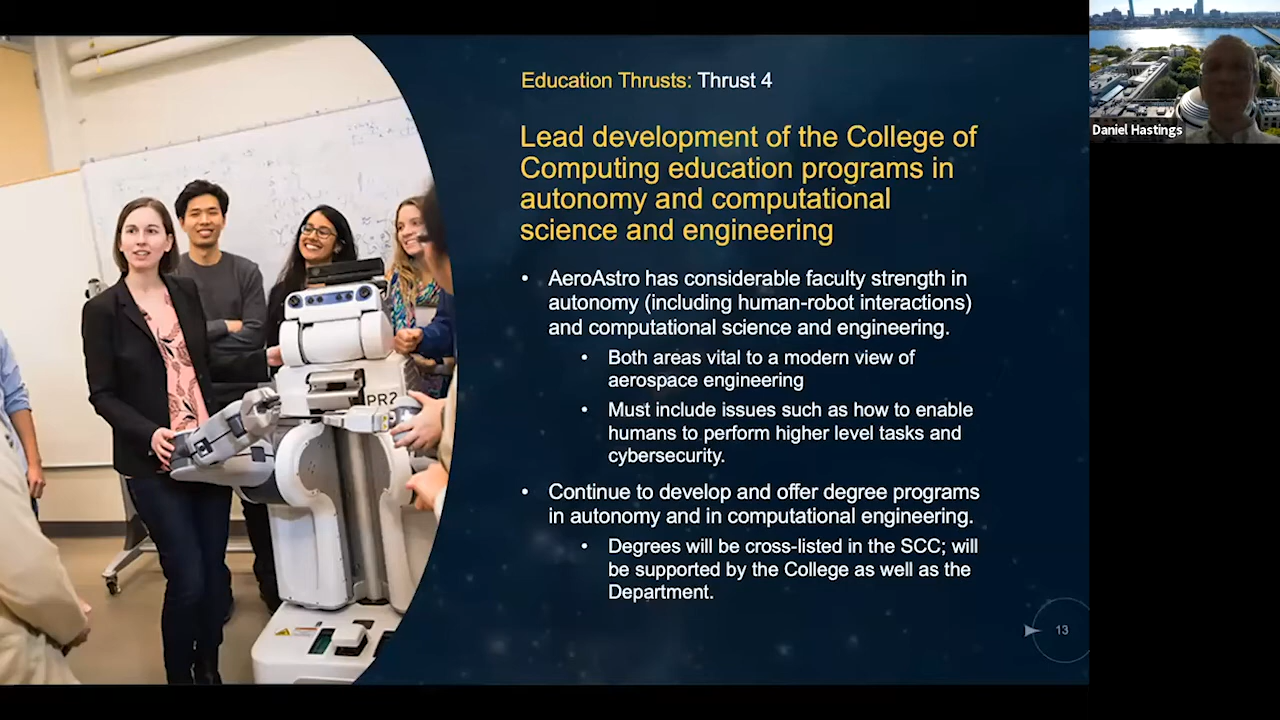 Education Thrusts: Thrust 4
Lead development of the College of
Computing education programs in
autonomy and computational
science and engineering
• AeroAstro has considerable faculty strength in
autonomy (including human-robot interactions)
and computational science and engineering.
• Both areas vital to a modern view of
aerospace engineering
• Must include issues such as how to enable
humans to perform higher level tasks and
cybersecurity.
• Continue to develop and offer degree programs
in autonomy and in computational engineering.
• Degrees will be cross-listed in the SCC; will
be supported by the College as well as the
Department.
13
PR2
Daniel Hastings